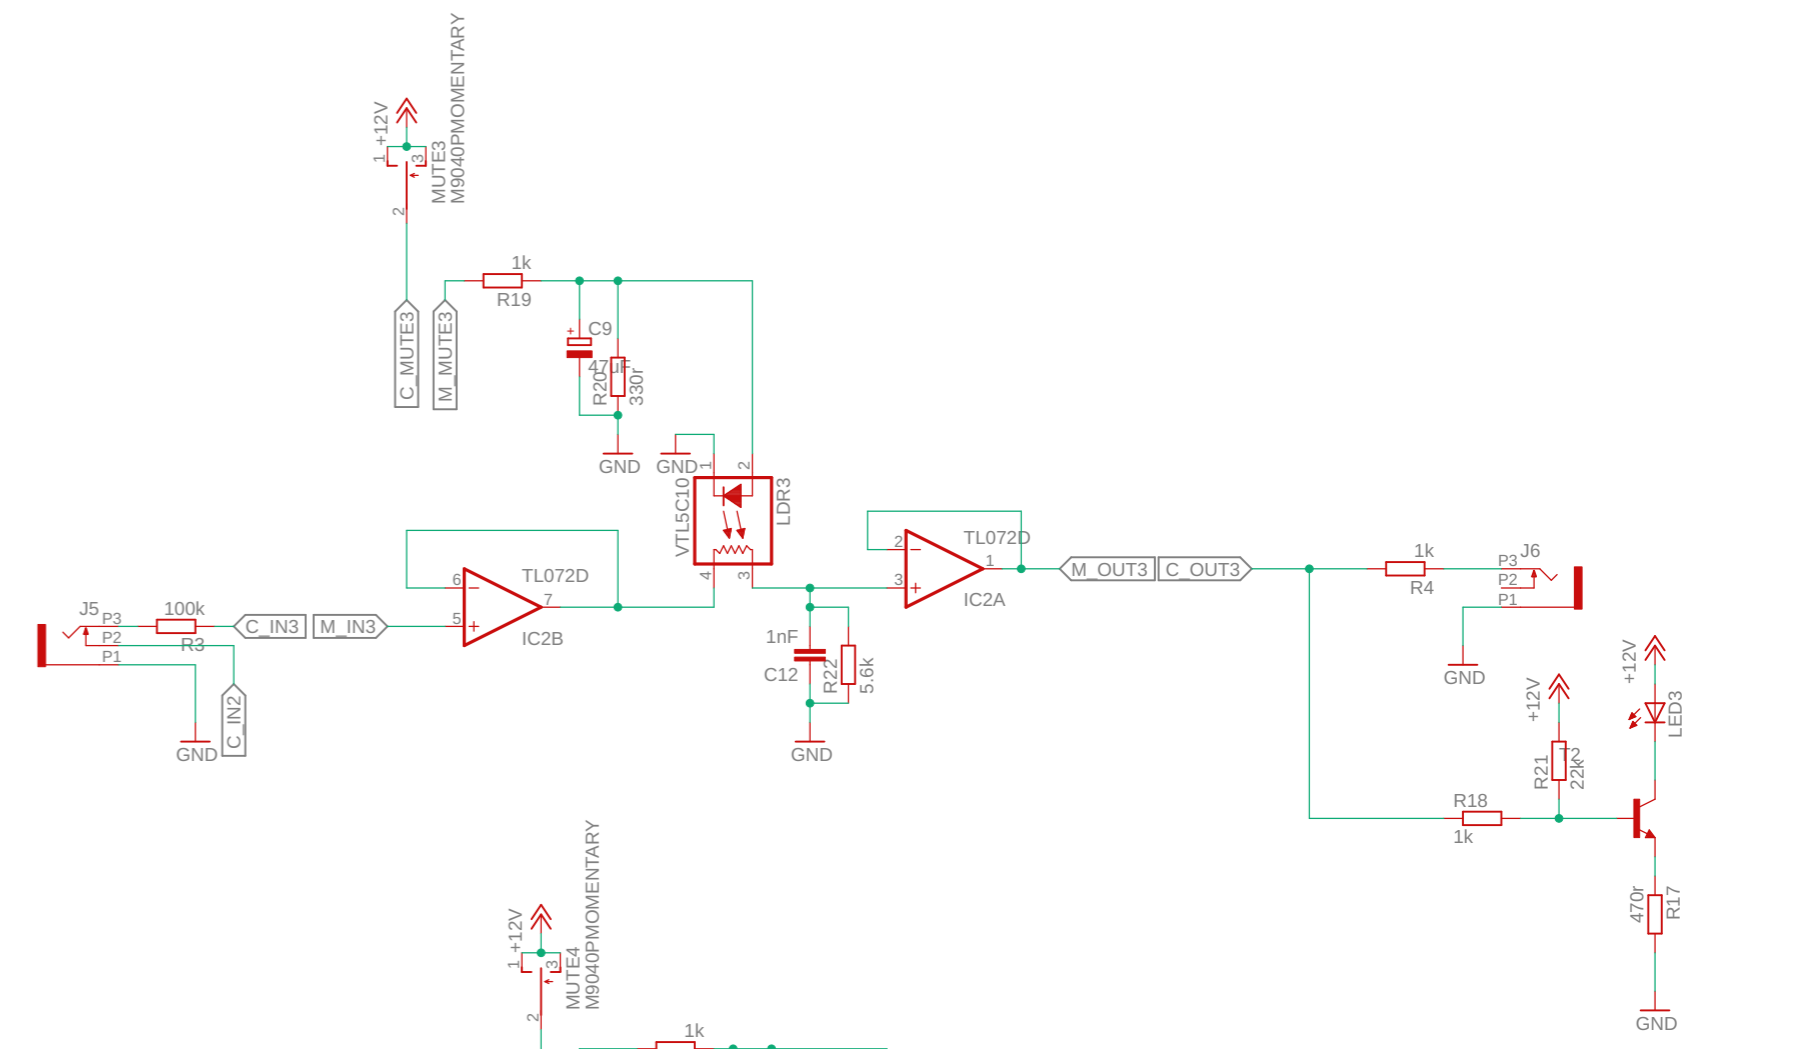 +12V
1
3
MUTE3
M9040PMOMENTARY
2
1k
R19
C_MUTE3
M_MUTE3
+
C9
47uF
R20
330r
GND
GND
1
2
VTL5C10
LDR3
4
3
TL072D
2
3
1
IC2A
M_OUT3
C_OUT3
1k
R4
P3
J6
P2
P1
GND
J5
P3
P2
P1
100k
R3
C_IN3
M_IN3
6
5
7
TL072D
IC2B
GND
C_IN2
1nF
C12
R22
5.6k
GND
+12V
+12V
LED3
R21
T2
22k
R18
1k
470r
R17
GND
+12V
1
3
MUTE4
M9040PMOMENTARY
2
1k